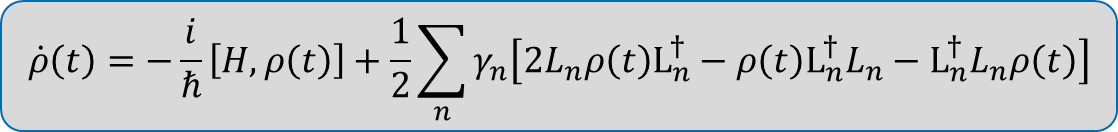 ρ̇(t) = −i/ħ [H, ρ(t)] + 1/2 ∑ₙ γₙ[2Lₙρ(t)Lₙ† − ρ(t)Lₙ†Lₙ − Lₙ†Lₙρ(t)]